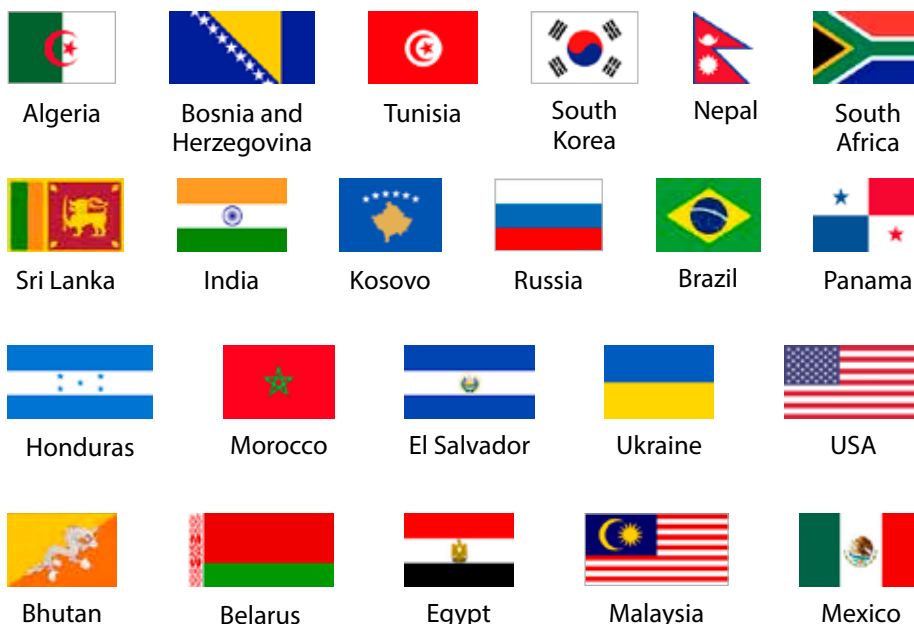 Algeria
Bosnia and
Herzegovina
Tunisia
South
Korea
Nepal
South
Africa
Sri Lanka
India
Kosovo
Russia
Brazil
Panama
Honduras
Morocco
El Salvador
Ukraine
USA
Bhutan
Belarus
Egypt
Malaysia
Mexico